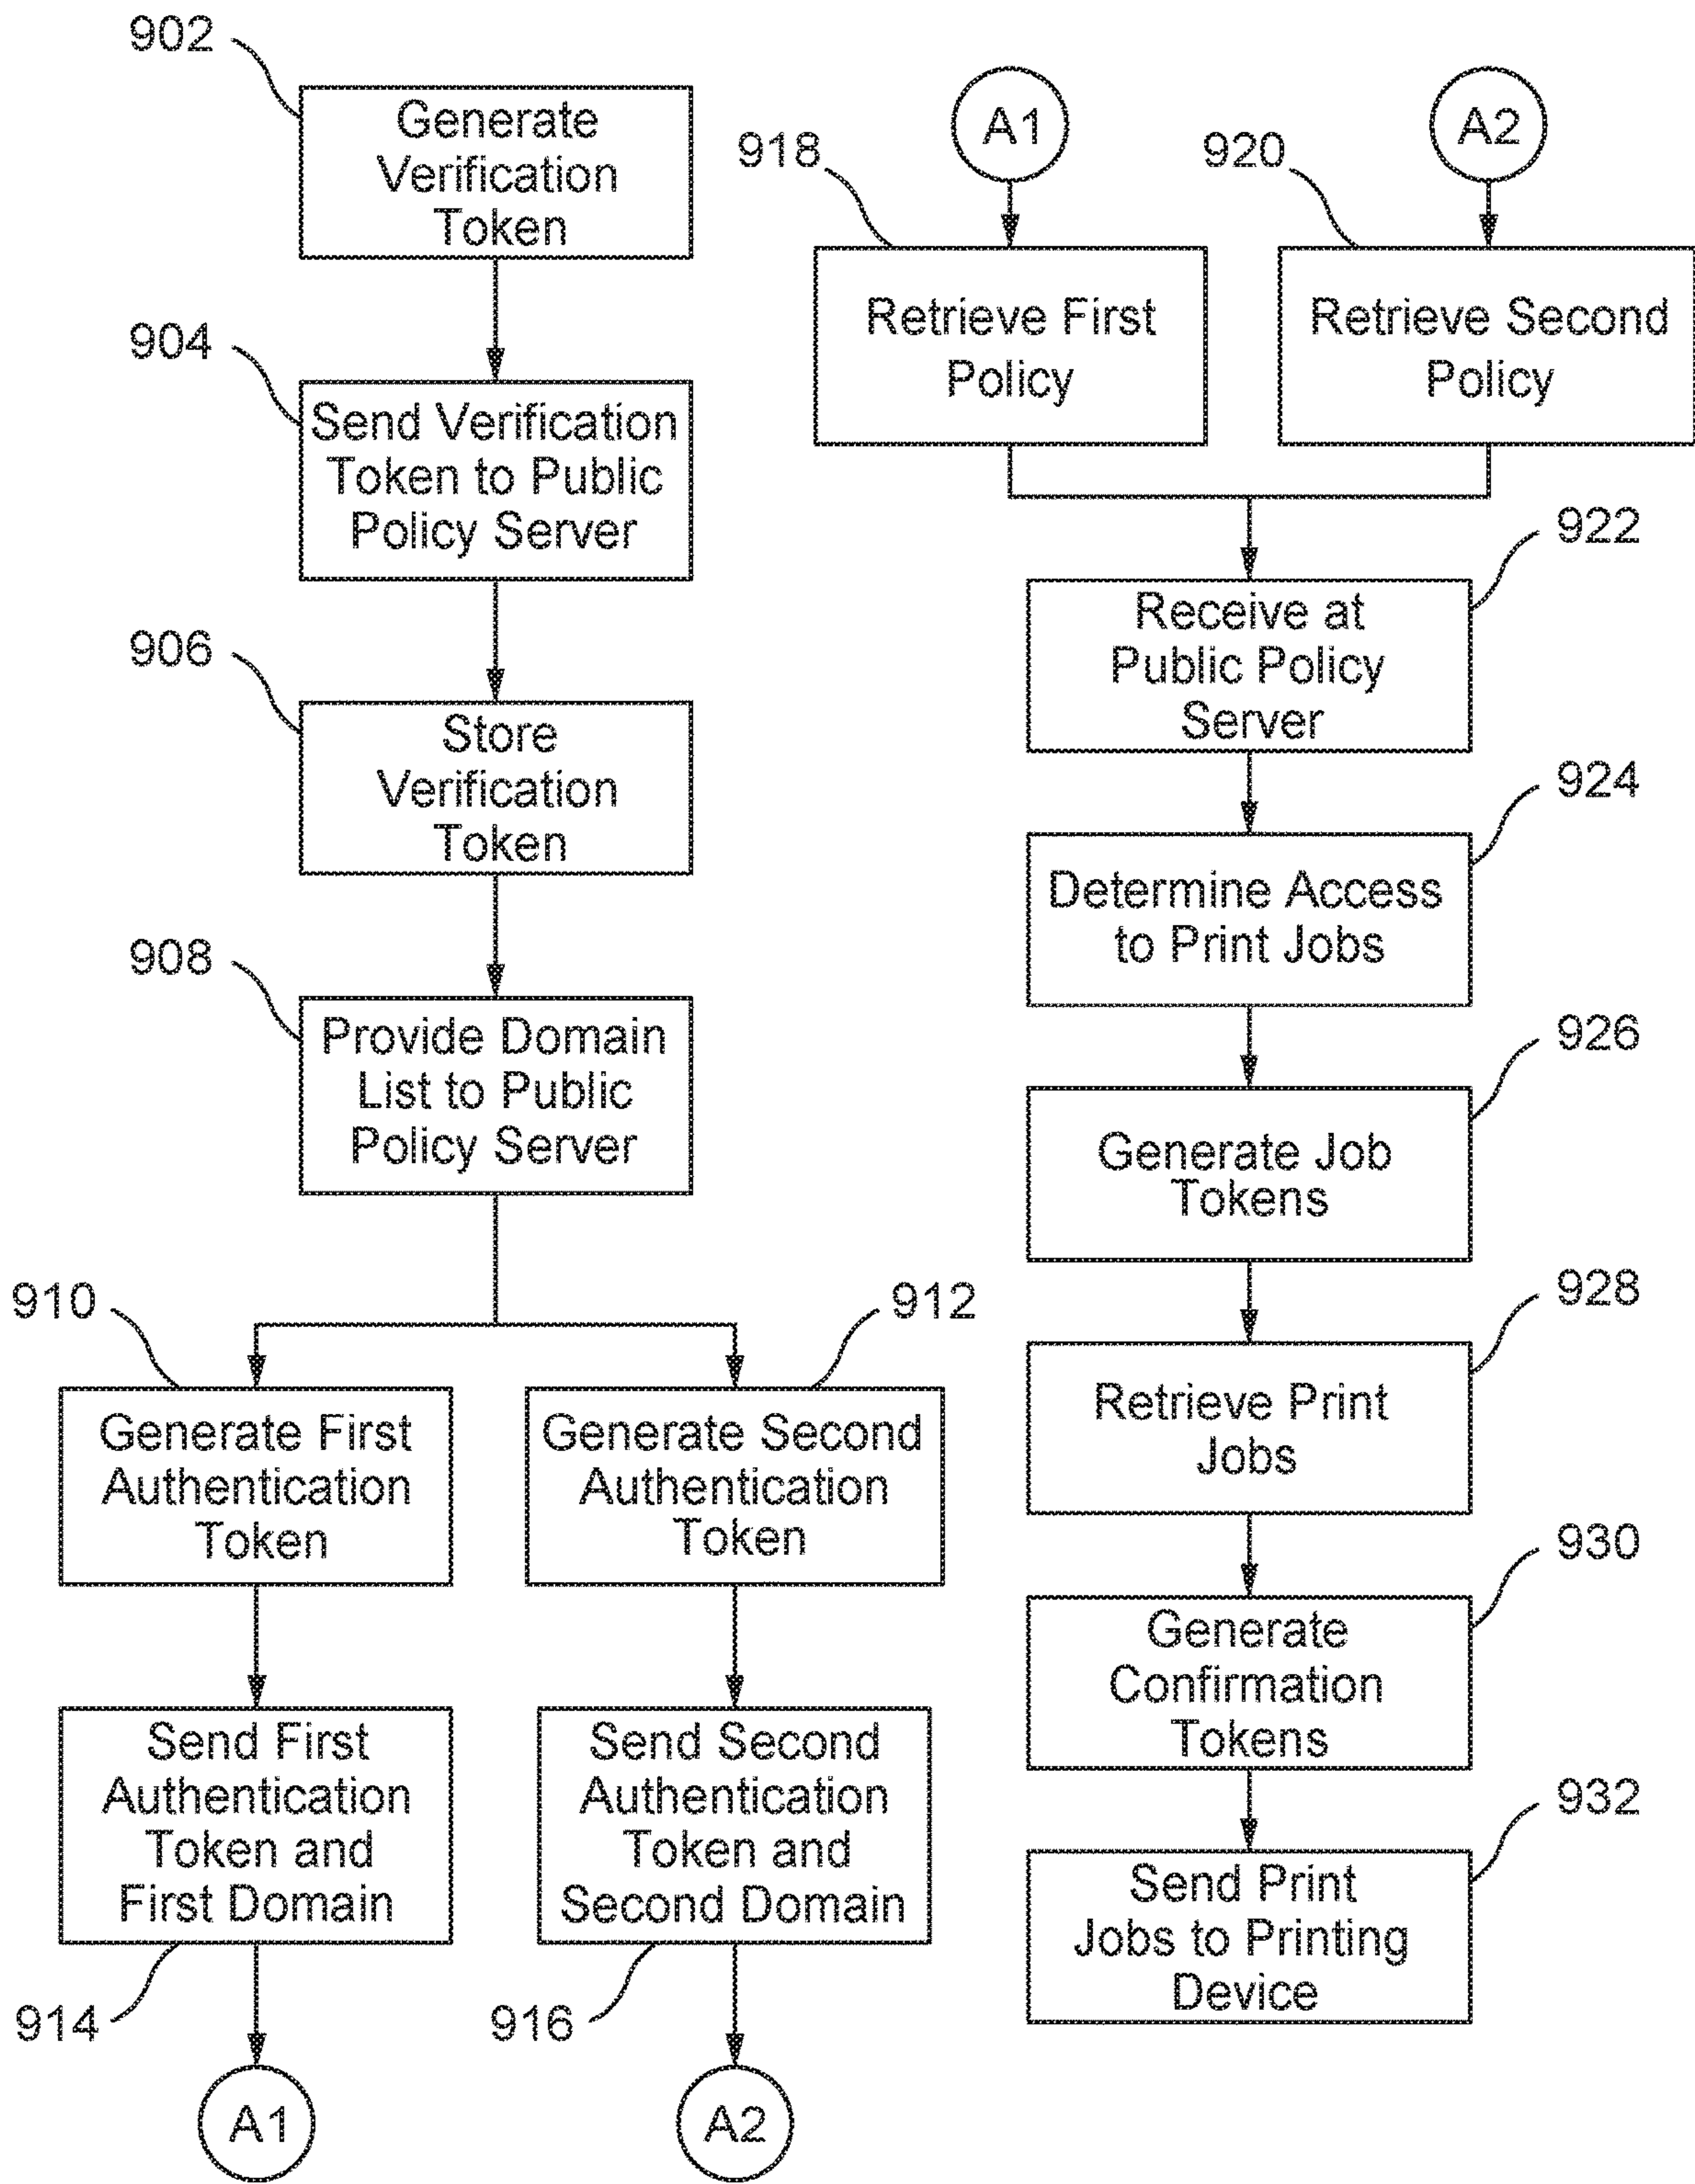 902
Generate
Verification
Token
904
Send Verification
Token to Public
Policy Server
906
Store
Verification
Token
908
Provide Domain
List to Public
Policy Server
910
Generate First
Authentication
Token
912
Generate Second
Authentication
Token
Send First
Authentication
Token and
First Domain
914
Send Second
Authentication
Token and
Second Domain
916
A1
A2
A1
A2
918
Retrieve First
Policy
920
Retrieve Second
Policy
922
Receive at
Public Policy
Server
924
Determine Access
to Print Jobs
926
Generate Job
Tokens
928
Retrieve Print
Jobs
930
Generate
Confirmation
Tokens
932
Send Print
Jobs to Printing
Device